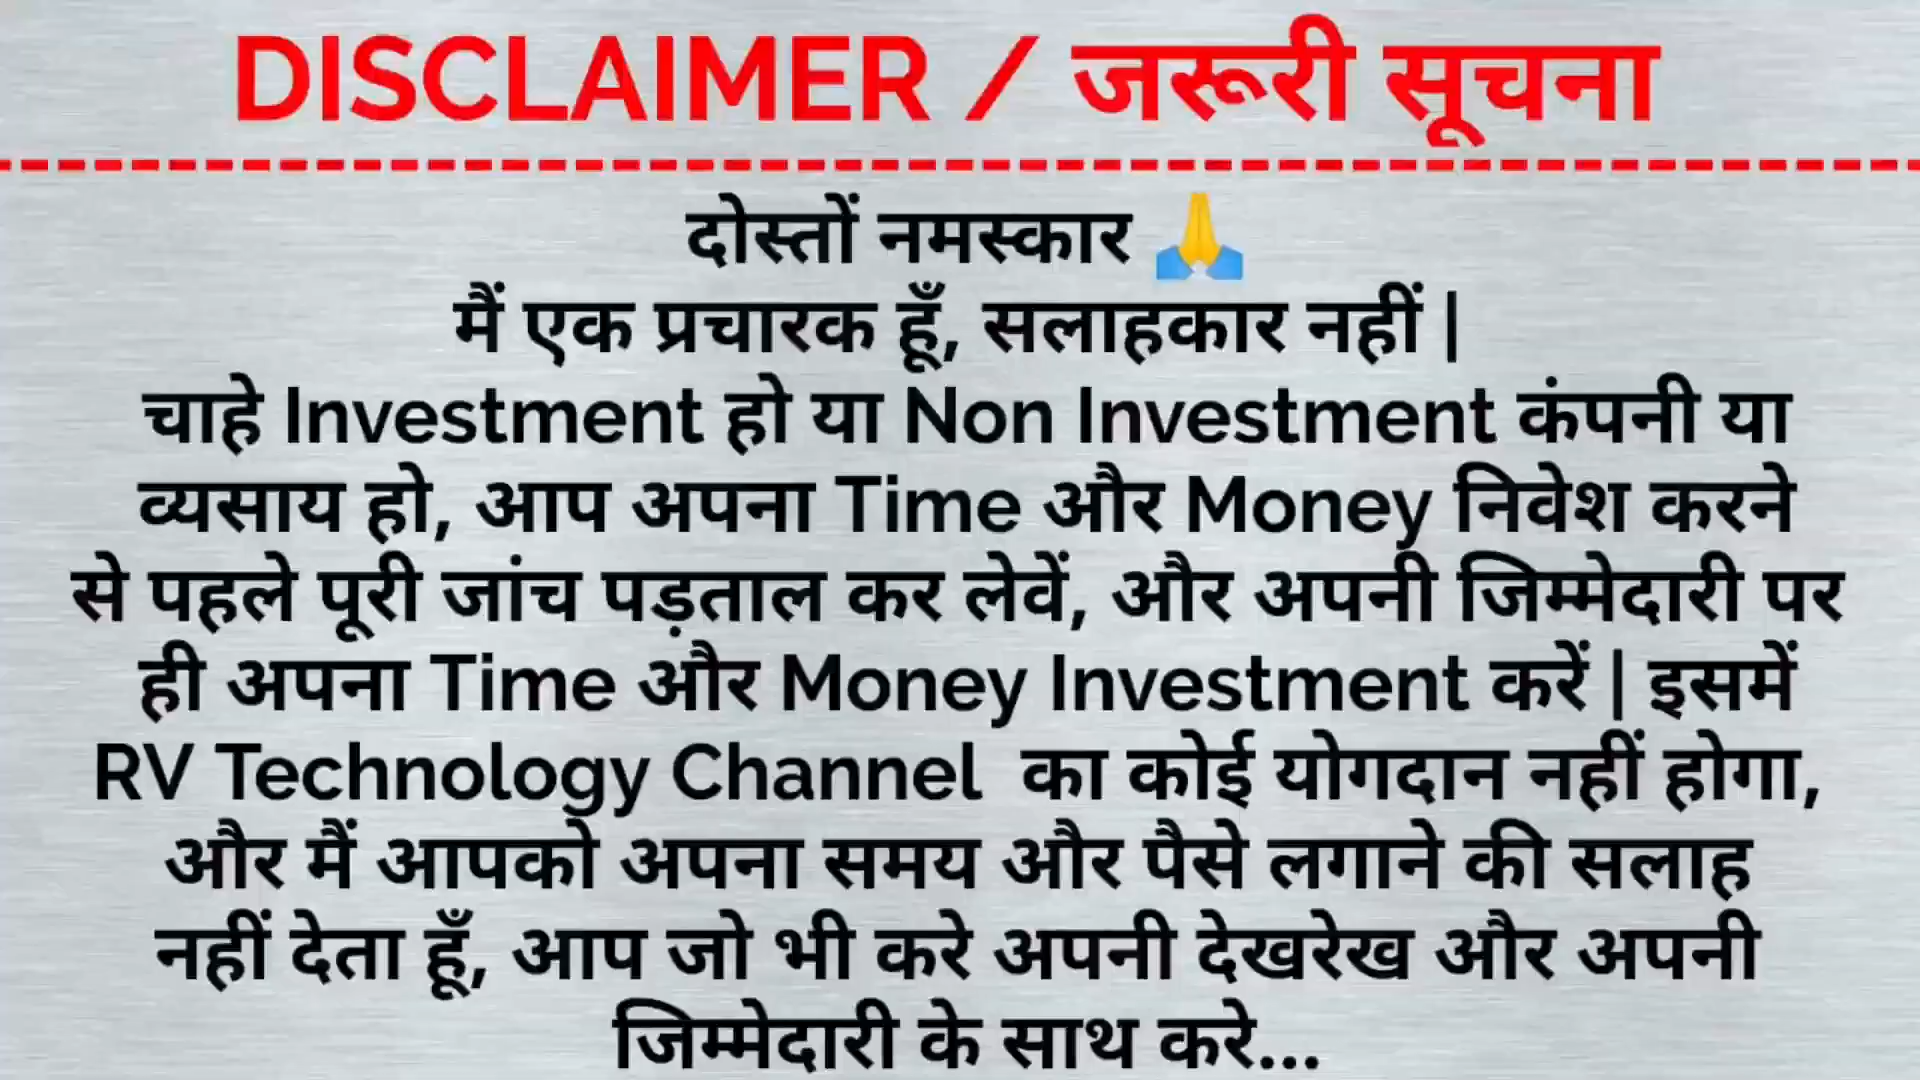 DISCLAIMER / जरूरी सूचना
दोस्तों नमस्कार 🙏
मैं एक प्रचारक हूँ, सलाहकार नहीं |
चाहे Investment हो या Non Investment कंपनी या
व्यसाय हो, आप अपना Time और Money निवेश करने
से पहले पूरी जांच पड़ताल कर लेवें, और अपनी जिम्मेदारी पर
ही अपना Time और Money Investment करें | इसमें
RV Technology Channel का कोई योगदान नहीं होगा,
और मैं आपको अपना समय और पैसे लगाने की सलाह
नहीं देता हूँ, आप जो भी करे अपनी देखरेख और अपनी
जिम्मेदारी के साथ करे...